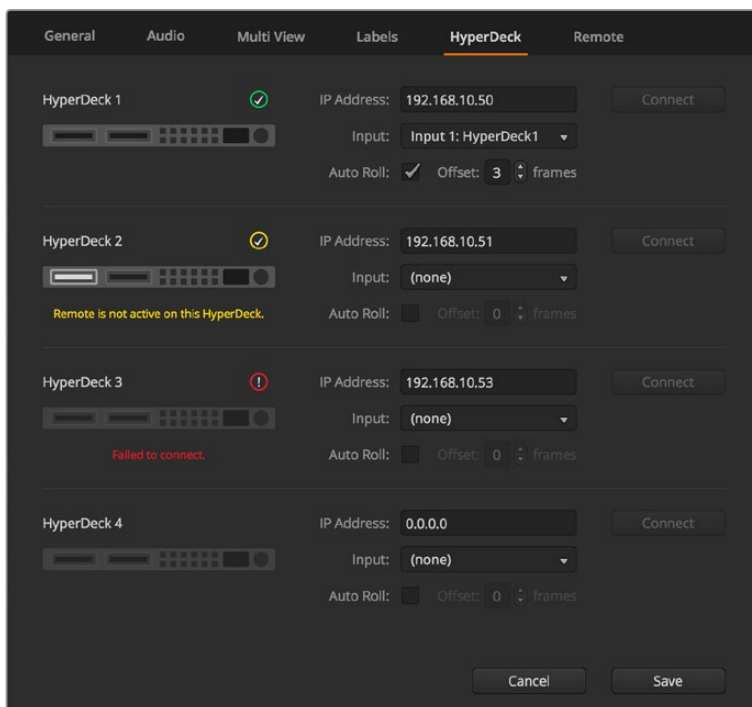 General Audio Multi View Labels HyperDeck Remote
HyperDeck 1 IP Address: 192.168.10.50 Connect
Input: Input 1: HyperDeck1
Auto Roll: Offset: 3 frames
HyperDeck 2 IP Address: 192.168.10.51 Connect
Input: (none)
Remote is not active on this HyperDeck. Auto Roll: Offset: 0 frames
HyperDeck 3 IP Address: 192.168.10.53 Connect
Input: (none)
Failed to connect. Auto Roll: Offset: 0 frames
HyperDeck 4 IP Address: 0.0.0.0 Connect
Input: (none)
Auto Roll: Offset: 0 frames
Cancel Save